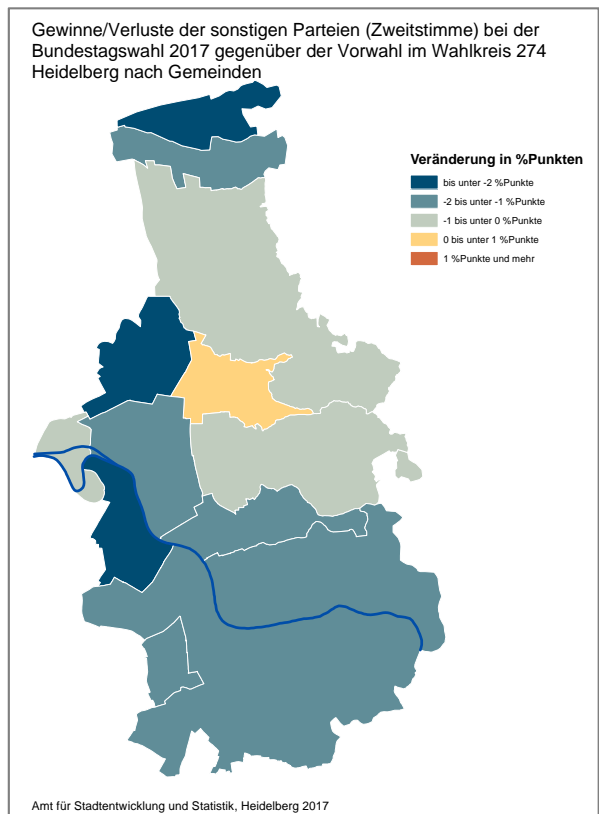 Gewinne/Verluste der sonstigen Parteien (Zweitstimme) bei der
Bundestagswahl 2017 gegenüber der Vorwahl im Wahlkreis 274
Heidelberg nach Gemeinden
Veränderung in %Punkten
bis unter -2 %Punkte
-2 bis unter -1 %Punkte
-1 bis unter 0 %Punkte
0 bis unter 1 %Punkte
1 %Punkte und mehr
Amt für Stadtentwicklung und Statistik, Heidelberg 2017